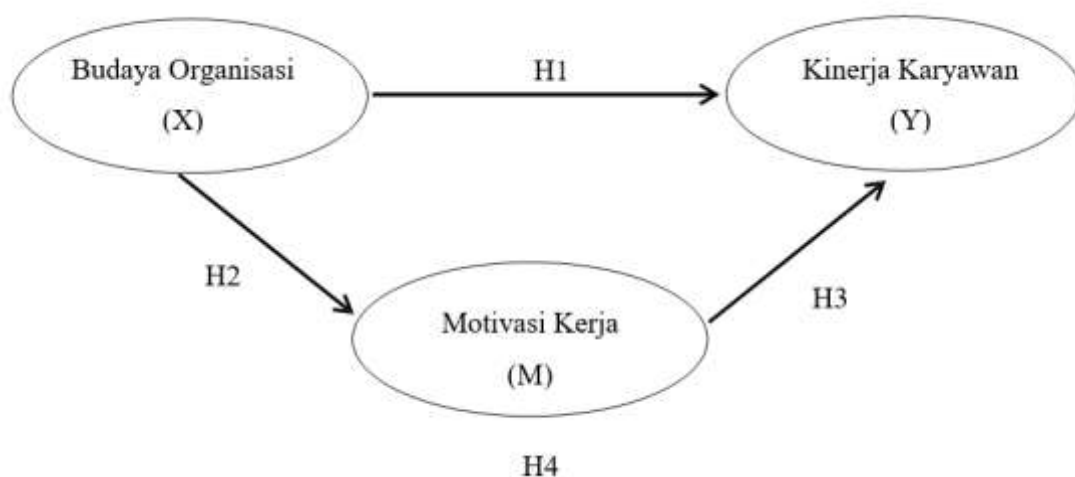 Budaya Organisasi
(X)
H1
Kinerja Karyawan
(Y)
H2
H3
Motivasi Kerja
(M)
H4